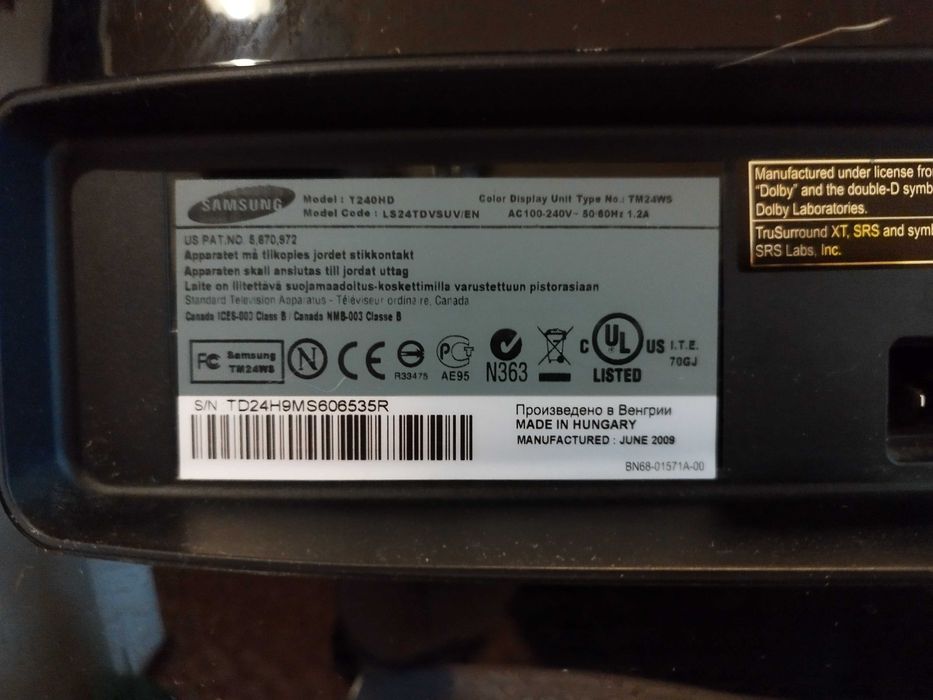 SAMSUNG
Model : T240HD
Model Code : LS24TDVSUV/EN
Color Display Unit Type No.: TM24WS
AC100-240V~ 50/60Hz 1.2A
US PAT.NO. 5,670,972
Apparatet må tilkoples jordet stikkontakt
Apparaten skall anslutas till jordat uttag
Laite on liitettävä suojamaadoitus-koskettimilla varustettuun pistorasiaan
Standard Television Apparatus - Téléviseur ordinaire, Canada
Canada ICES-003 Class B / Canada NMB-003 Classe B
FC Samsung
TM24WS
N
CE
R33475
PCT
AE95
N363
C UL US
LISTED
I.T.E.
70GJ
S/N TD24H9MS606535R
Произведено в Венгрии
MADE IN HUNGARY
MANUFACTURED : JUNE 2009
BN68-01571A-00
Manufactured under license fro
"Dolby" and the double-D symb
Dolby Laboratories.
TruSurround XT, SRS and symb
SRS Labs, Inc.